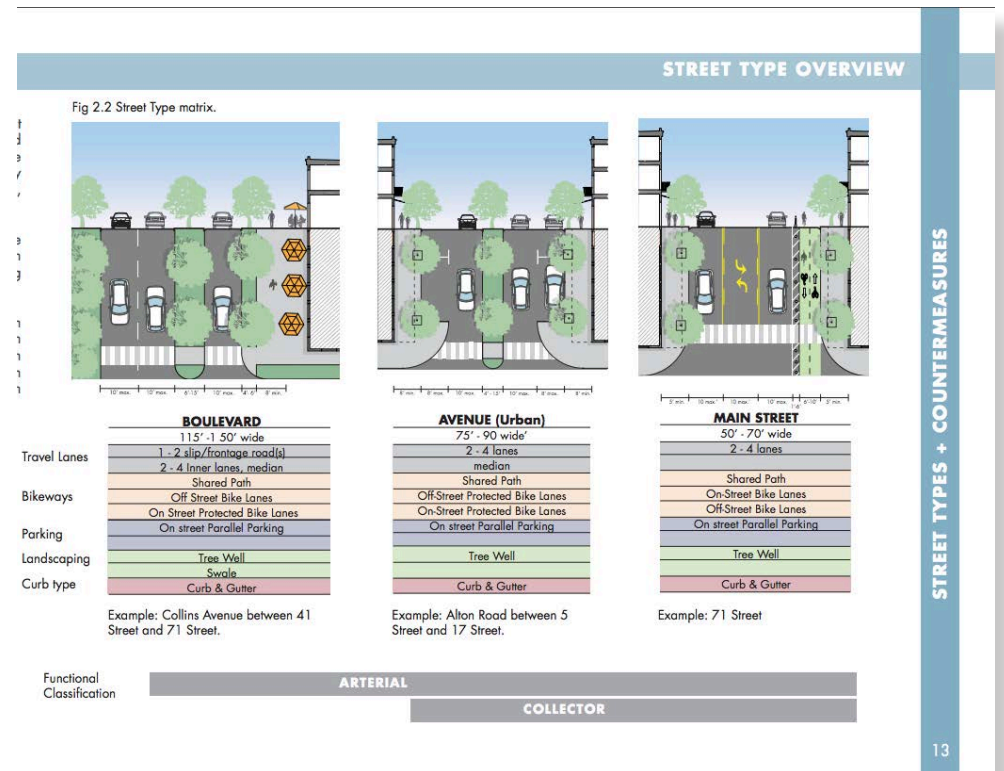 STREET TYPE OVERVIEW
Fig 2.2 Street Type matrix.
BOULEVARD
115' -1 50' wide
Travel Lanes
1 - 2 slip/frontage road(s)
2 - 4 Inner lanes, median
Bikeways
Shared Path
Off Street Bike Lanes
On Street Protected Bike Lanes
Parking
On street Parallel Parking
Landscaping
Tree Well
Swale
Curb type
Curb & Gutter
Example: Collins Avenue between 41
Street and 71 Street.
AVENUE (Urban)
75' - 90 wide'
2 - 4 lanes
median
Shared Path
Off-Street Protected Bike Lanes
On-Street Protected Bike Lanes
On street Parallel Parking
Tree Well
Curb & Gutter
Example: Alton Road between 5
Street and 17 Street.
MAIN STREET
50' - 70' wide
2 - 4 lanes
Shared Path
On-Street Bike Lanes
Off-Street Bike Lanes
On street Parallel Parking
Tree Well
Curb & Gutter
Example: 71 Street
Functional
Classification
ARTERIAL
COLLECTOR
STREET TYPES + COUNTERMEASURES
13